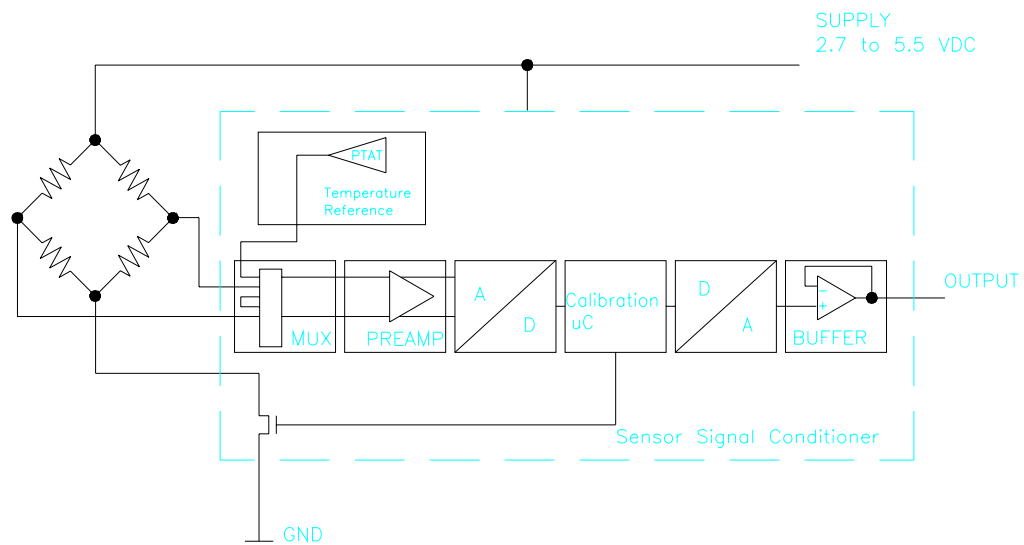 SUPPLY
2.7 to 5.5 VDC
PTAT
Temperature
Reference
MUX
PREAMP
A
D
Calibration
uC
D
A
-
+
BUFFER
OUTPUT
Sensor Signal Conditioner
GND